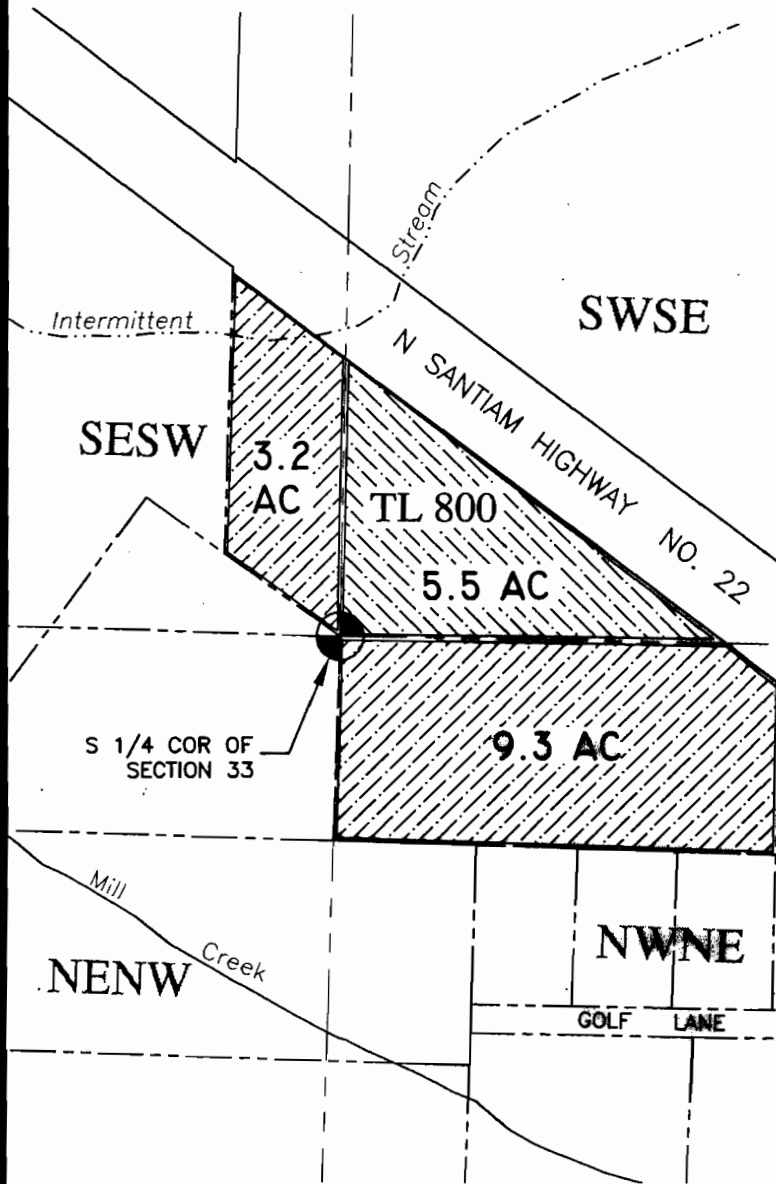 Stream
Intermittent
SWSE
N SANTIAM HIGHWAY NO. 22
SESW
3.2
AC
TL 800
5.5 AC
S 1/4 COR OF
SECTION 33
9.3 AC
Mill
Creek
NENW
NWNE
GOLF LANE